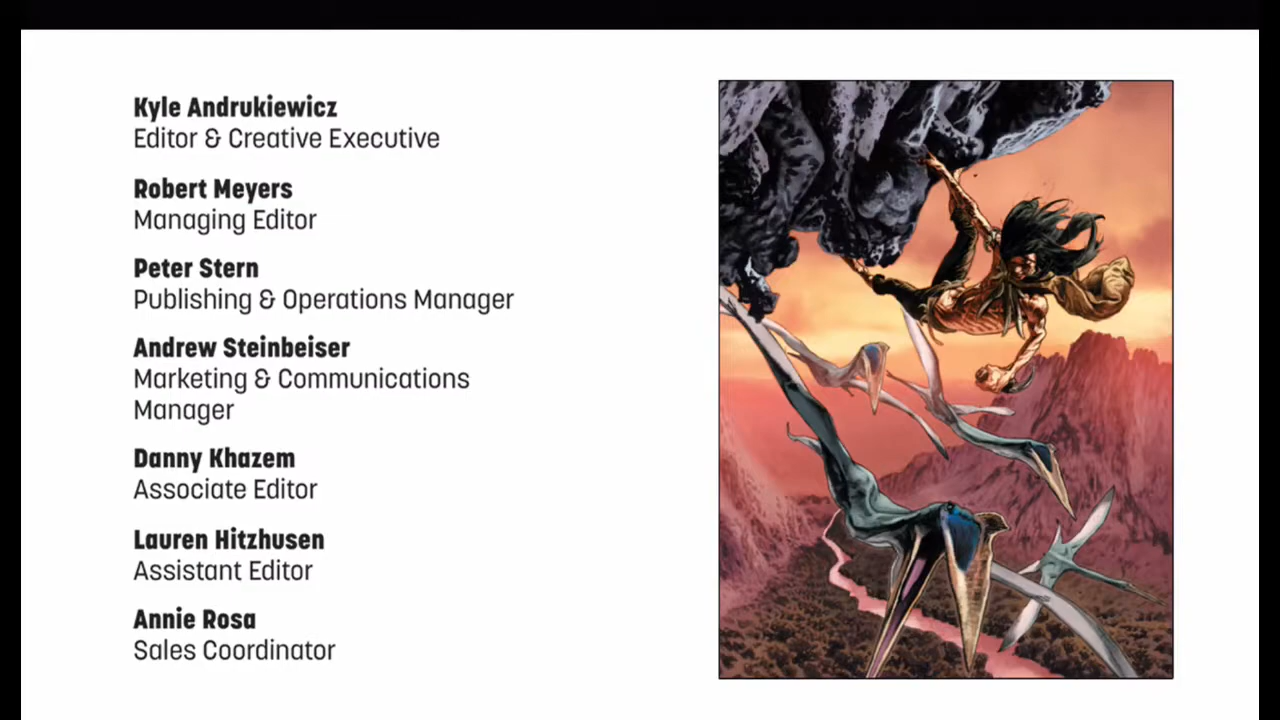 Kyle Andrukiewicz
Editor & Creative Executive
Robert Meyers
Managing Editor
Peter Stern
Publishing & Operations Manager
Andrew Steinbeiser
Marketing & Communications
Manager
Danny Khazem
Associate Editor
Lauren Hitzhusen
Assistant Editor
Annie Rosa
Sales Coordinator